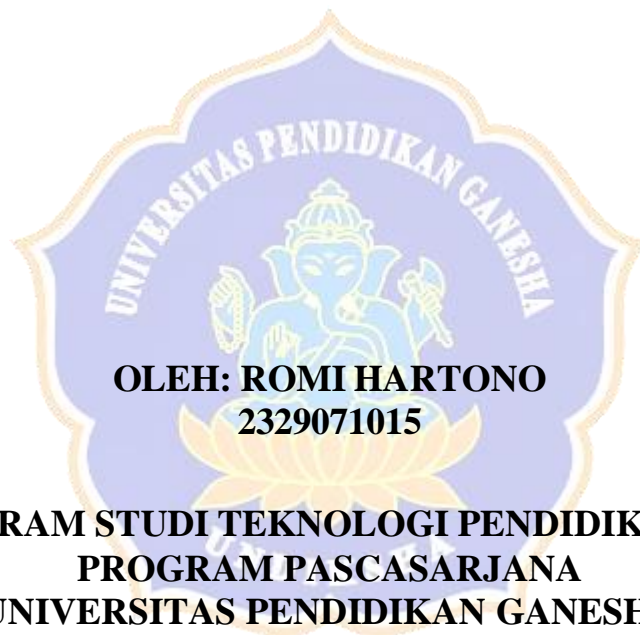 UNIVERSITAS PENDIDIKAN GANESHA
OLEH: ROMI HARTONO
2329071015
RAM STUDI TEKNOLOGI PENDIDIK
PROGRAM PASCASARJANA
UNIVERSITAS PENDIDIKAN GANESH